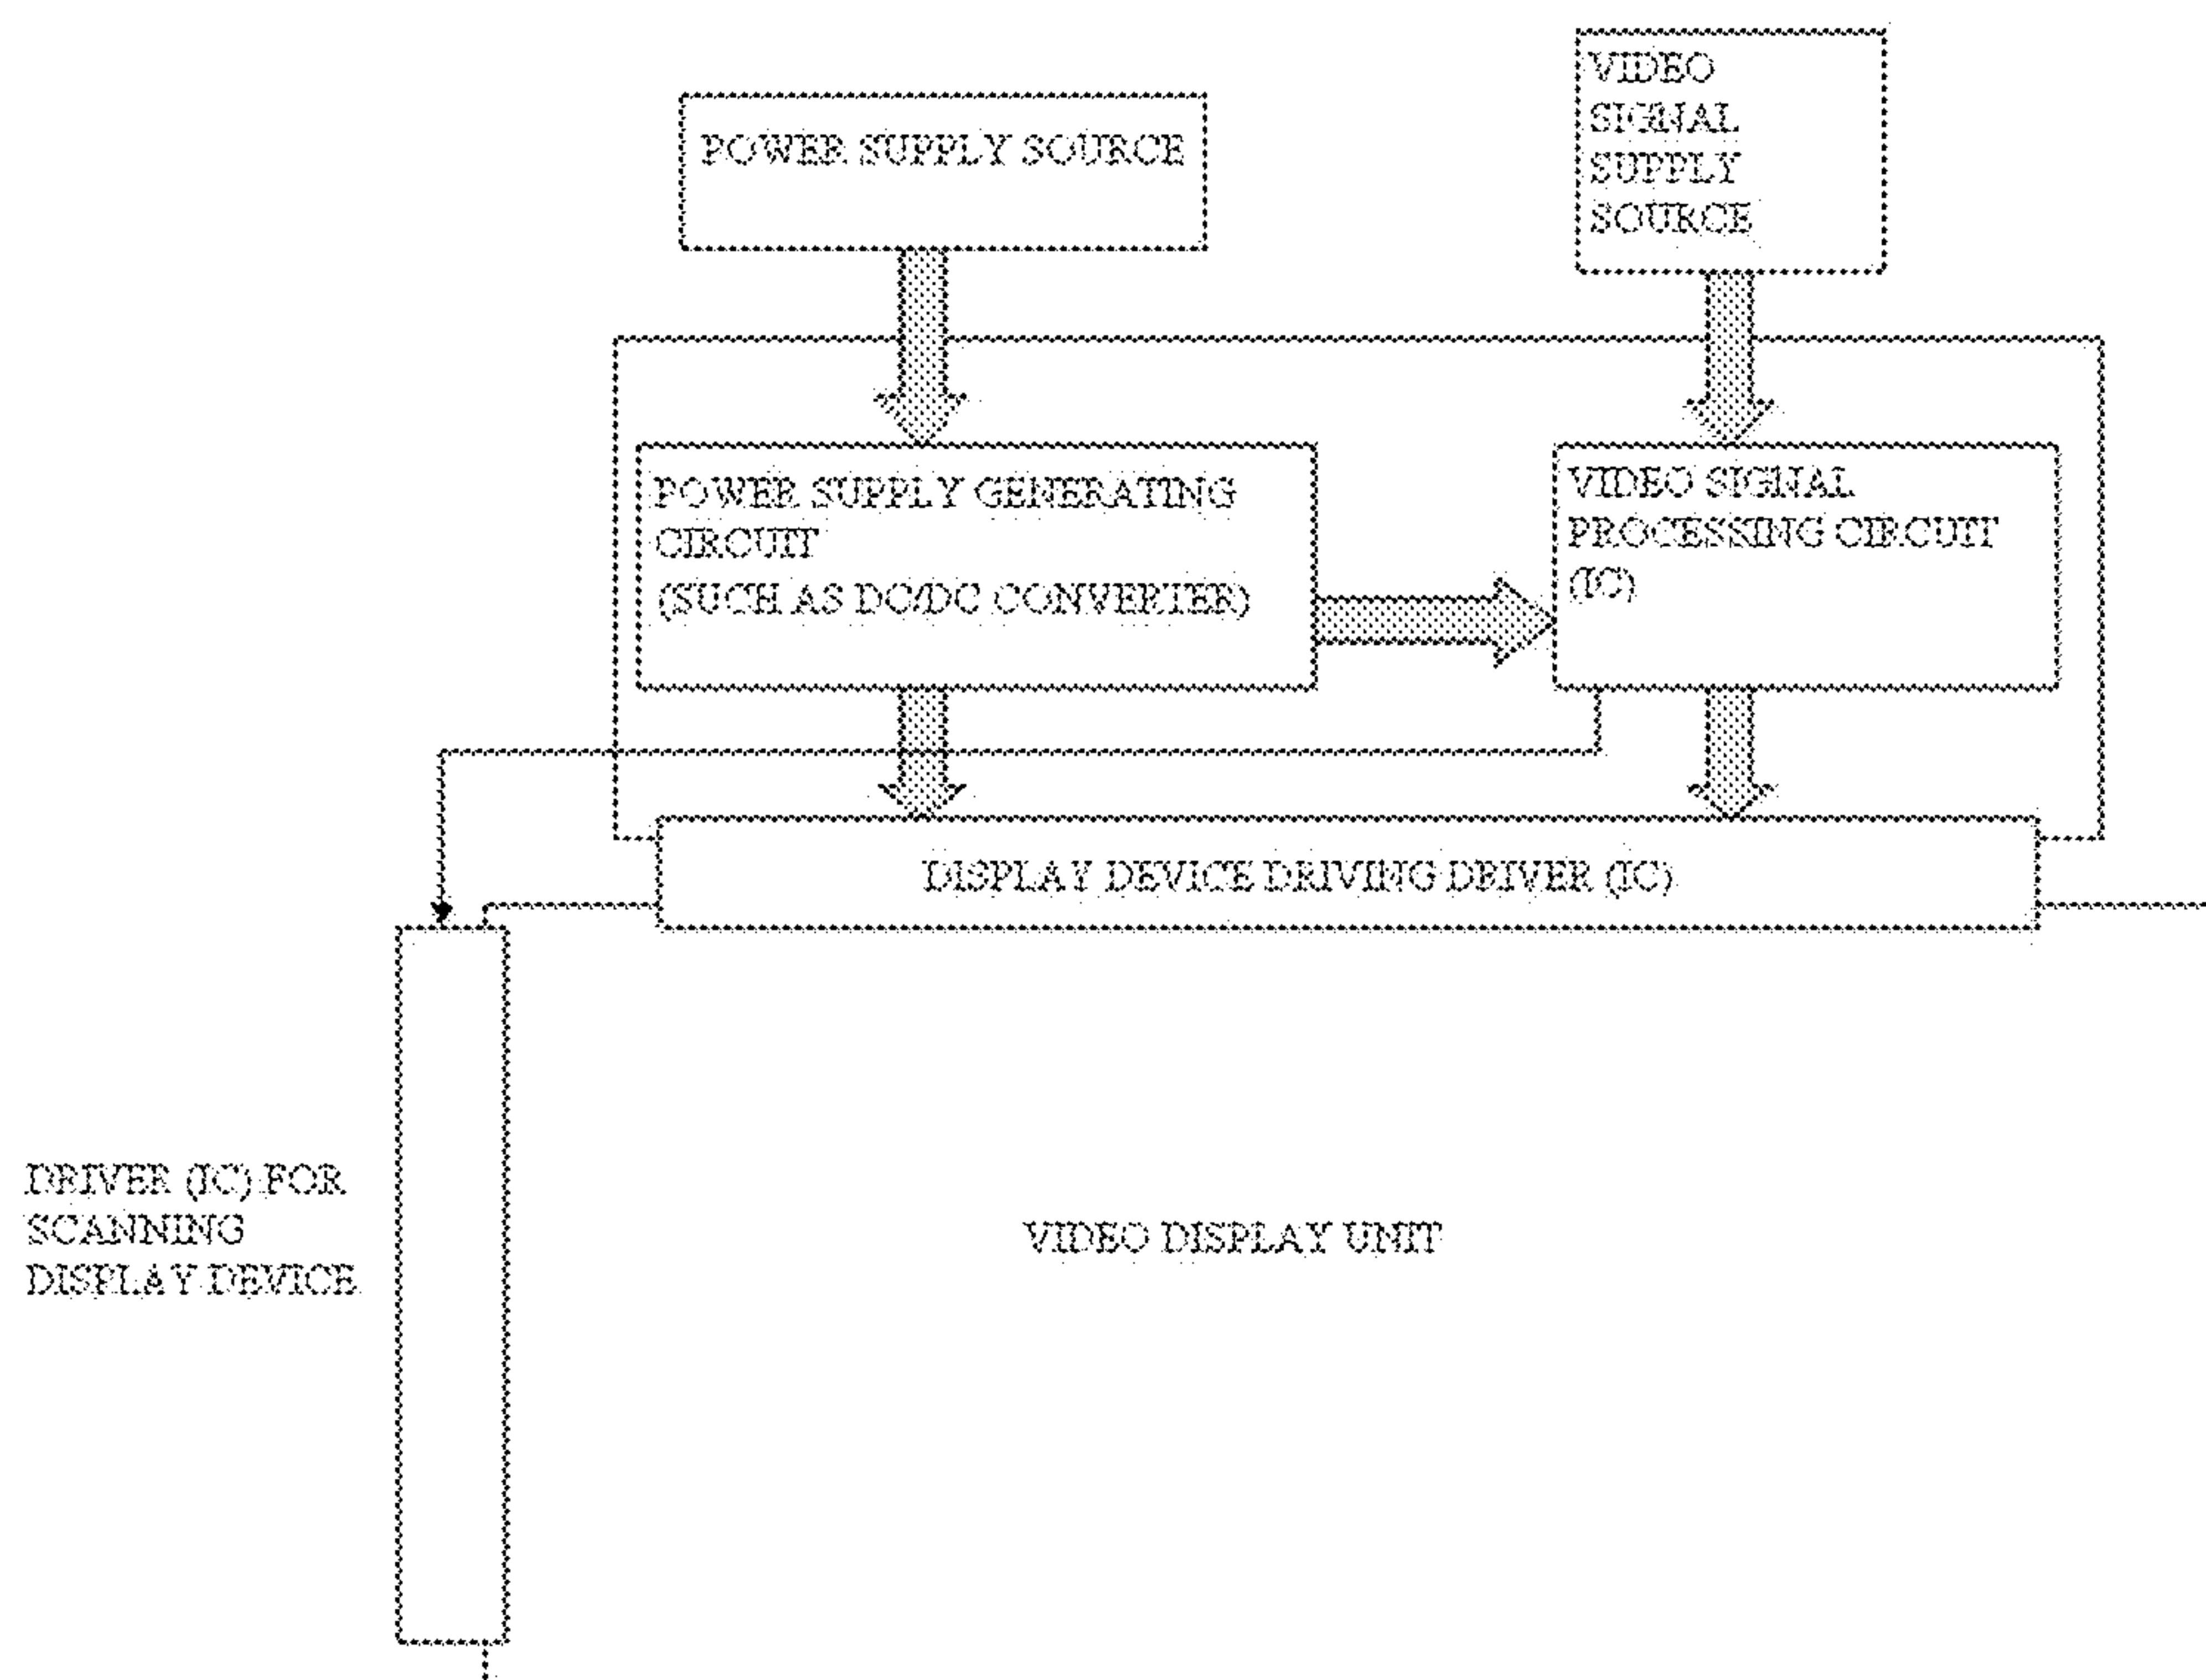 POWER SUPPLY SOURCE
VIDEO
SIGNAL
SUPPLY
SOURCE
POWER SUPPLY GENERATING
CIRCUIT
(SUCH AS DC/DC CONVERTER)
VIDEO SIGNAL
PROCESSING CIRCUIT
(IC)
DISPLAY DEVICE DRIVING DRIVER (IC)
DRIVER (IC) FOR
SCANNING
DISPLAY DEVICE
VIDEO DISPLAY UNIT